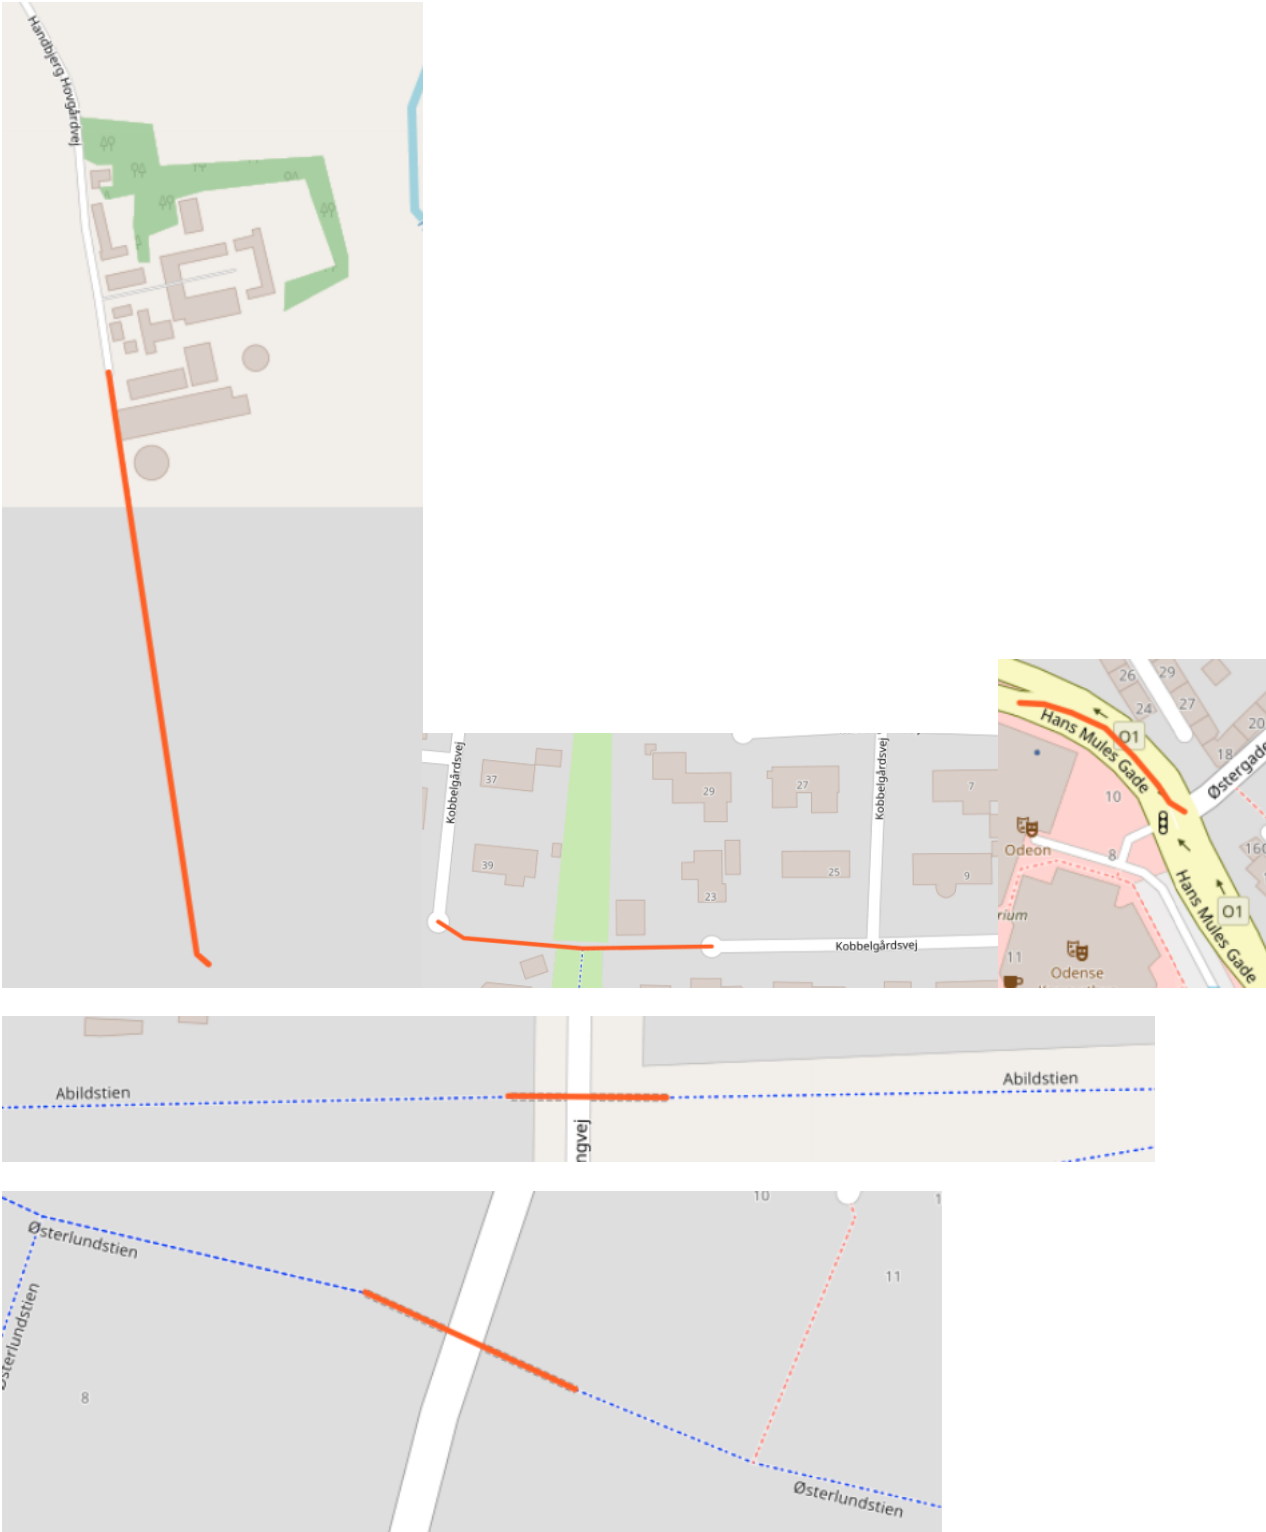 Handbjerg Hovgårdvej
Kobbelgårdsvej
37
39
29
27
23
25
7
9
Kobbelgårdsvej
Kobbelgårdsvej
26
29
24
27
20
18
O1
Hans Mules Gade
Østergade
10
8
Odeon
11
Odense
O1
Hans Mules Gade
Abildstien
Abildstien
Østerlundstien
Østerlundstien
8
10
11
Østerlundstien